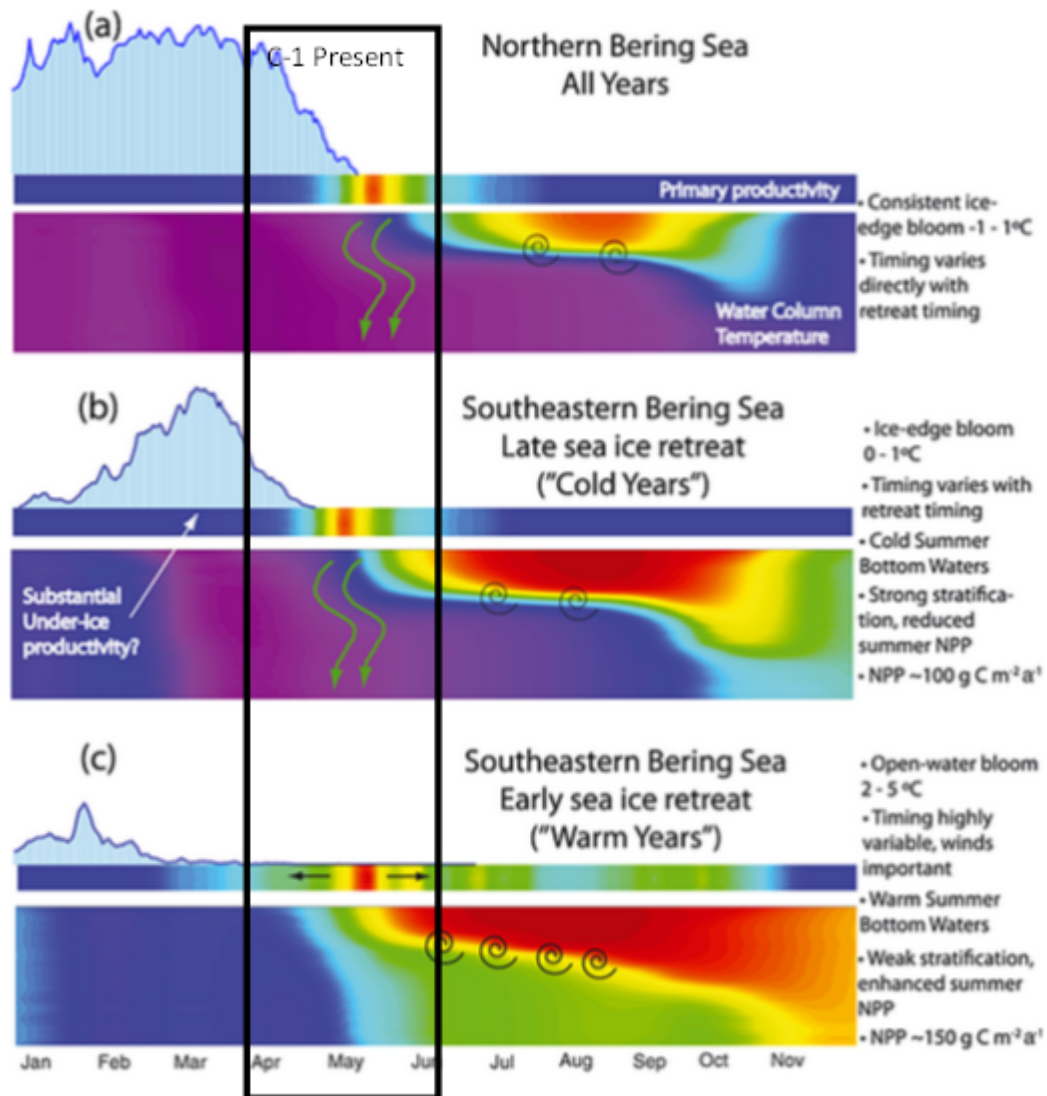 (a)
C-1 Present
Northern Bering Sea
All Years
Primary productivity
Water Column
Temperature
• Consistent ice-
edge bloom -1 - 1ºC
• Timing varies
directly with
retreat timing
(b)
Southeastern Bering Sea
Late sea ice retreat
("Cold Years")
Substantial
Under-ice
productivity?
• Ice-edge bloom
0 - 1ºC
• Timing varies with
retreat timing
• Cold Summer
Bottom Waters
• Strong stratifica-
tion, reduced
summer NPP
• NPP ~100 g C m⁻² a⁻¹
(c)
Southeastern Bering Sea
Early sea ice retreat
("Warm Years")
• Open-water bloom
2 - 5 ºC
• Timing highly
variable, winds
important
• Warm Summer
Bottom Waters
• Weak stratification,
enhanced summer
NPP
• NPP ~150 g C m⁻² a⁻¹
Jan Feb Mar Apr May Jun Jul Aug Sep Oct Nov